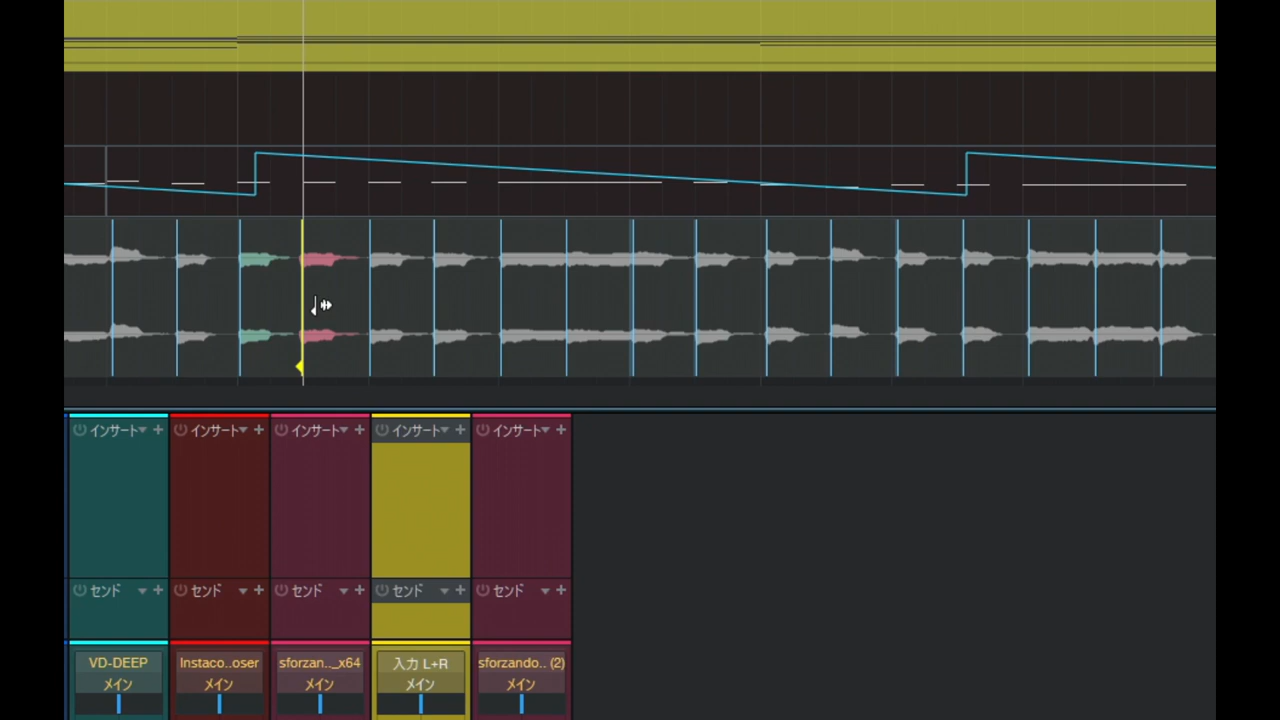 インサート インサート インサート インサート インサート
センド センド センド センド センド
VD-DEEP Instaco..oser sforzan.._x64 入力 L+R sforzando.. (2)
メイン メイン メイン メイン メイン